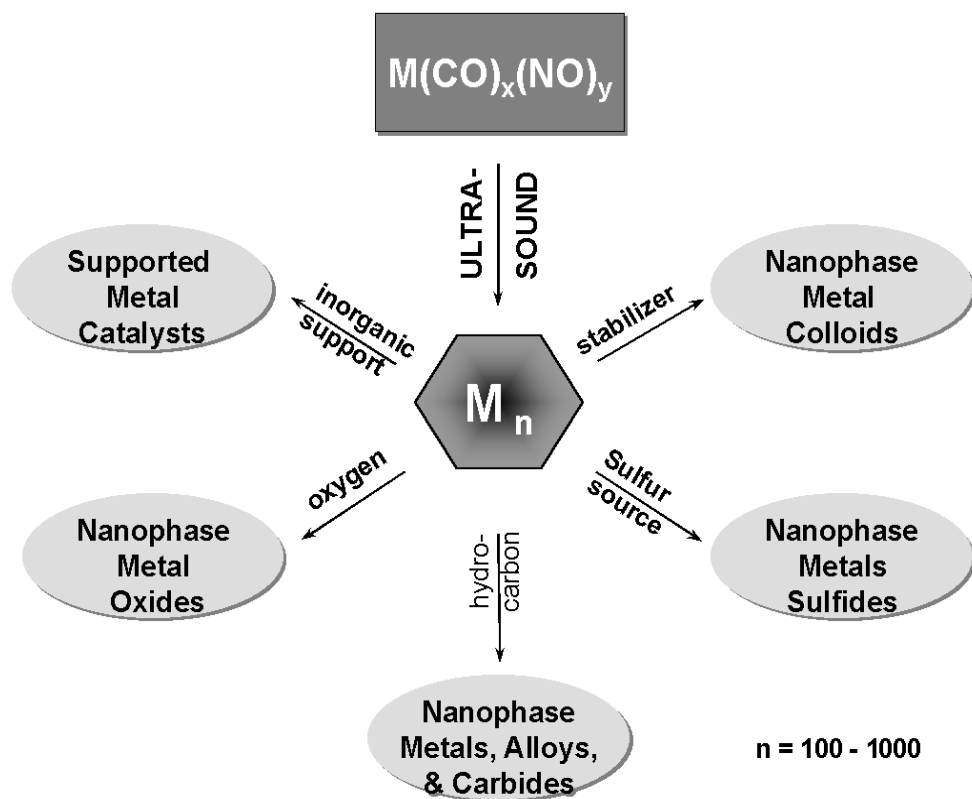 M(CO)x(NO)y
ULTRA-
SOUND
Supported
Metal
Catalysts
inorganic
support
stabilizer
Nanophase
Metal
Colloids
Mn
oxygen
Nanophase
Metal
Oxides
hydro-
carbon
Sulfur
source
Nanophase
Metals
Sulfides
Nanophase
Metals, Alloys,
& Carbides
n = 100 - 1000